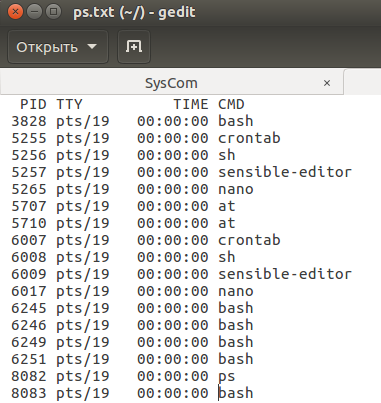 ps.txt (~/) - gedit
Открыть
SysCom ×
PID TTY TIME CMD
3828 pts/19 00:00:00 bash
5255 pts/19 00:00:00 crontab
5256 pts/19 00:00:00 sh
5257 pts/19 00:00:00 sensible-editor
5265 pts/19 00:00:00 nano
5707 pts/19 00:00:00 at
5710 pts/19 00:00:00 at
6007 pts/19 00:00:00 crontab
6008 pts/19 00:00:00 sh
6009 pts/19 00:00:00 sensible-editor
6017 pts/19 00:00:00 nano
6245 pts/19 00:00:00 bash
6246 pts/19 00:00:00 bash
6249 pts/19 00:00:00 bash
6251 pts/19 00:00:00 bash
8082 pts/19 00:00:00 ps
8083 pts/19 00:00:00 bash